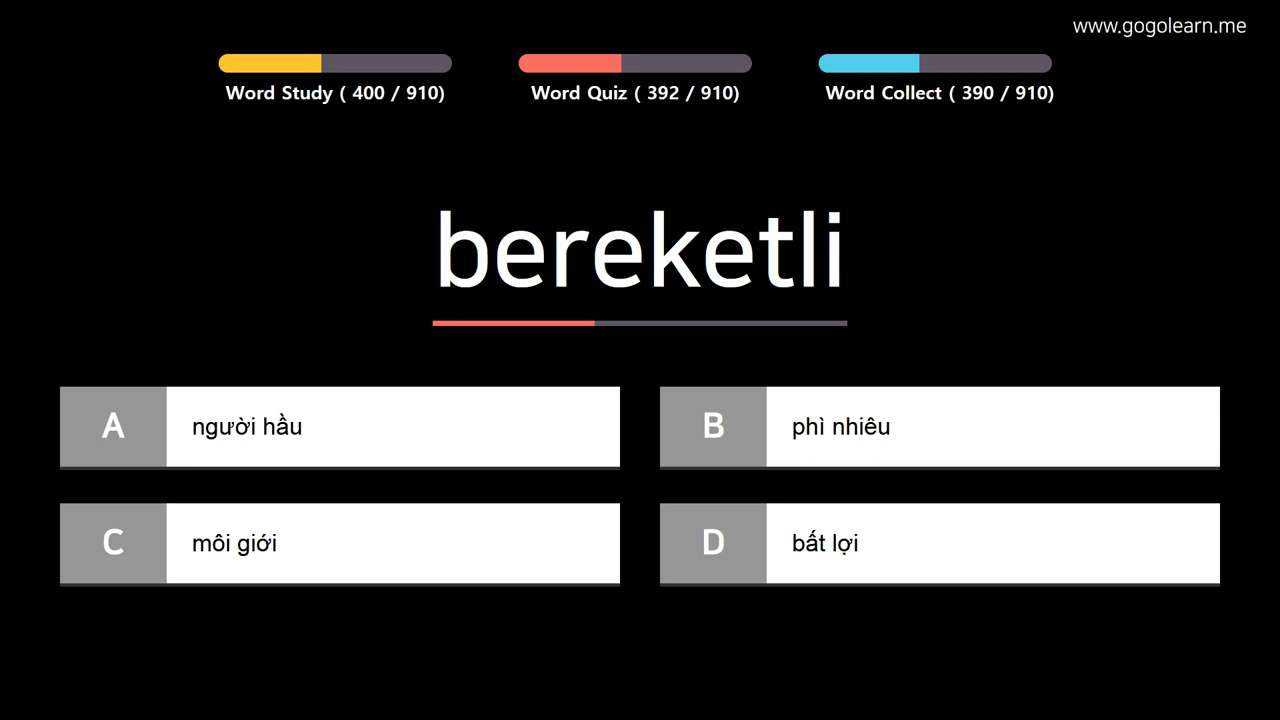 www.gogolearn.me
Word Study ( 400 / 910)
Word Quiz ( 392 / 910)
Word Collect ( 390 / 910)
bereketli
A
người hầu
B
phì nhiêu
C
môi giới
D
bất lợi